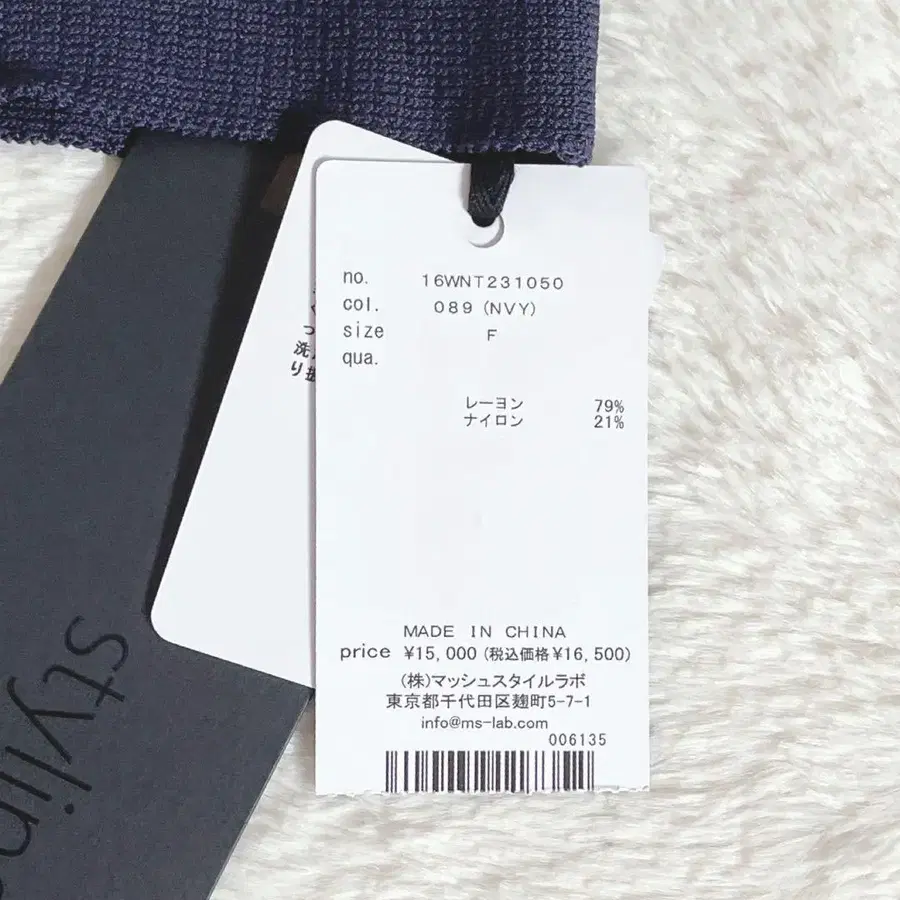 no. 16WNT231050
col. 089 (NVY)
size F
qua.
レーヨン 79%
ナイロン 21%
MADE IN CHINA
price ¥15,000 (税込価格¥16,500)
(株)マッシュスタイルラボ
東京都千代田区麹町5-7-1
info@ms-lab.com
006135
っ
洗
り